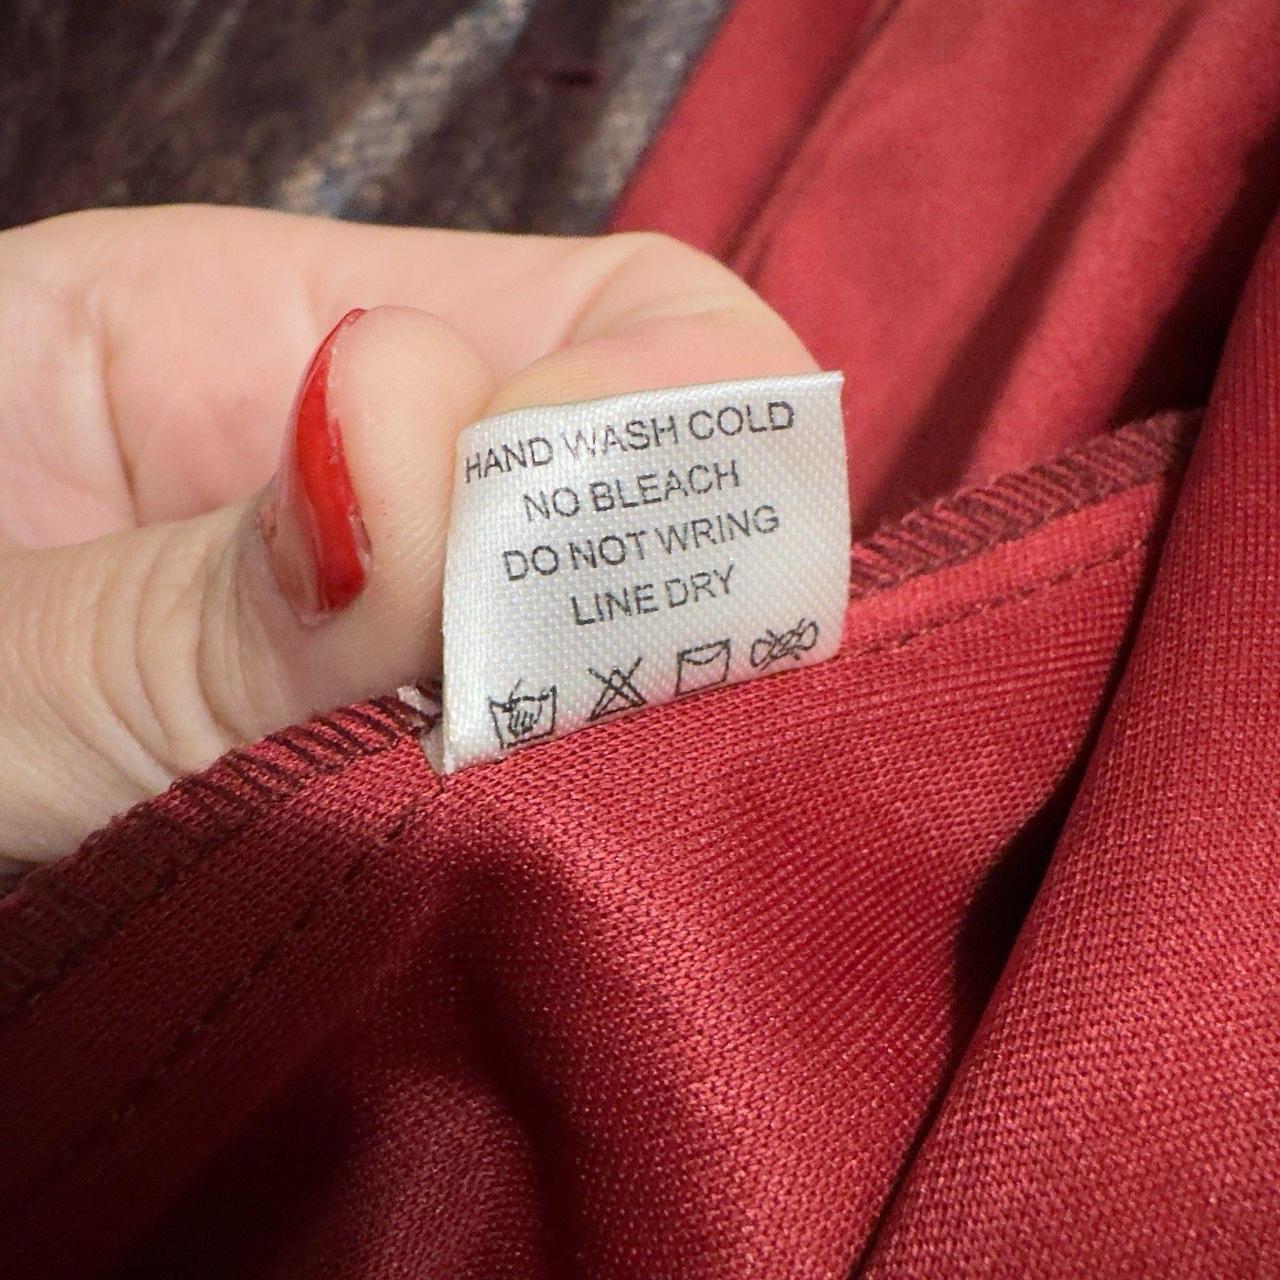 HAND WASH COLD
NO BLEACH
DO NOT WRING
LINE DRY